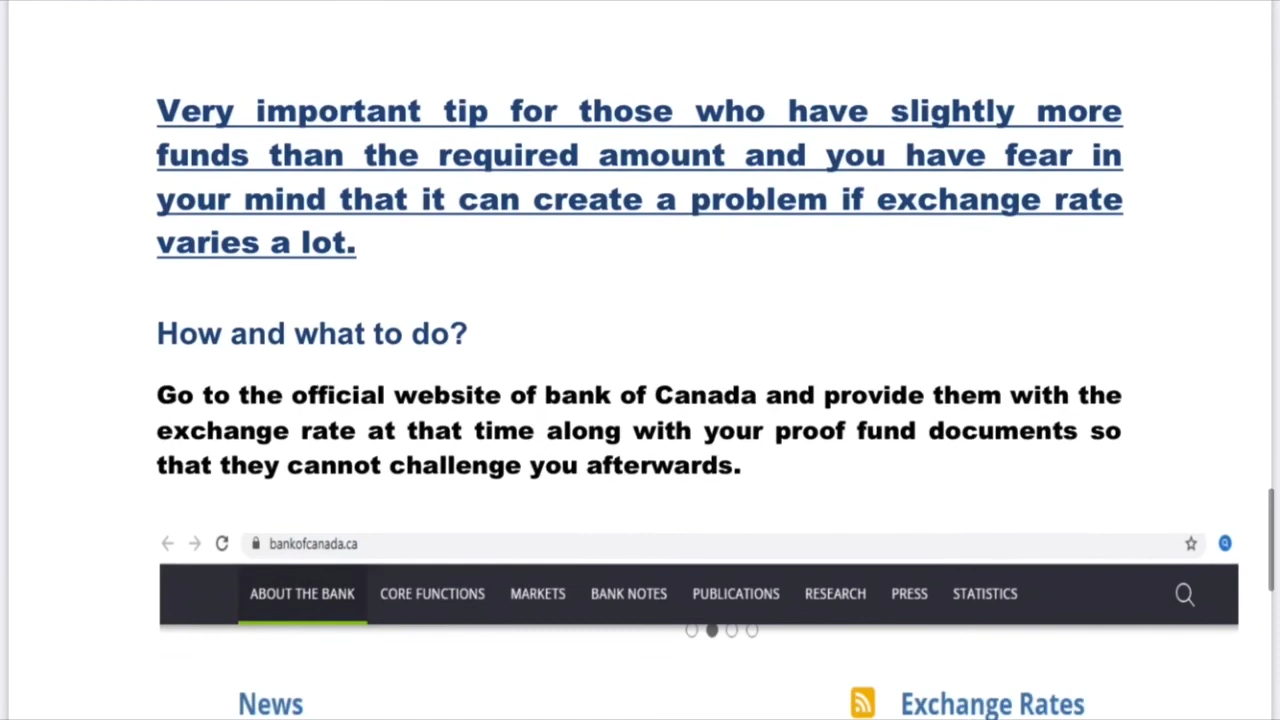 Very important tip for those who have slightly more
funds than the required amount and you have fear in
your mind that it can create a problem if exchange rate
varies a lot.
How and what to do?
Go to the official website of bank of Canada and provide them with the
exchange rate at that time along with your proof fund documents so
that they cannot challenge you afterwards.
bankofcanada.ca
ABOUT THE BANK CORE FUNCTIONS MARKETS BANK NOTES PUBLICATIONS RESEARCH PRESS STATISTICS
News Exchange Rates